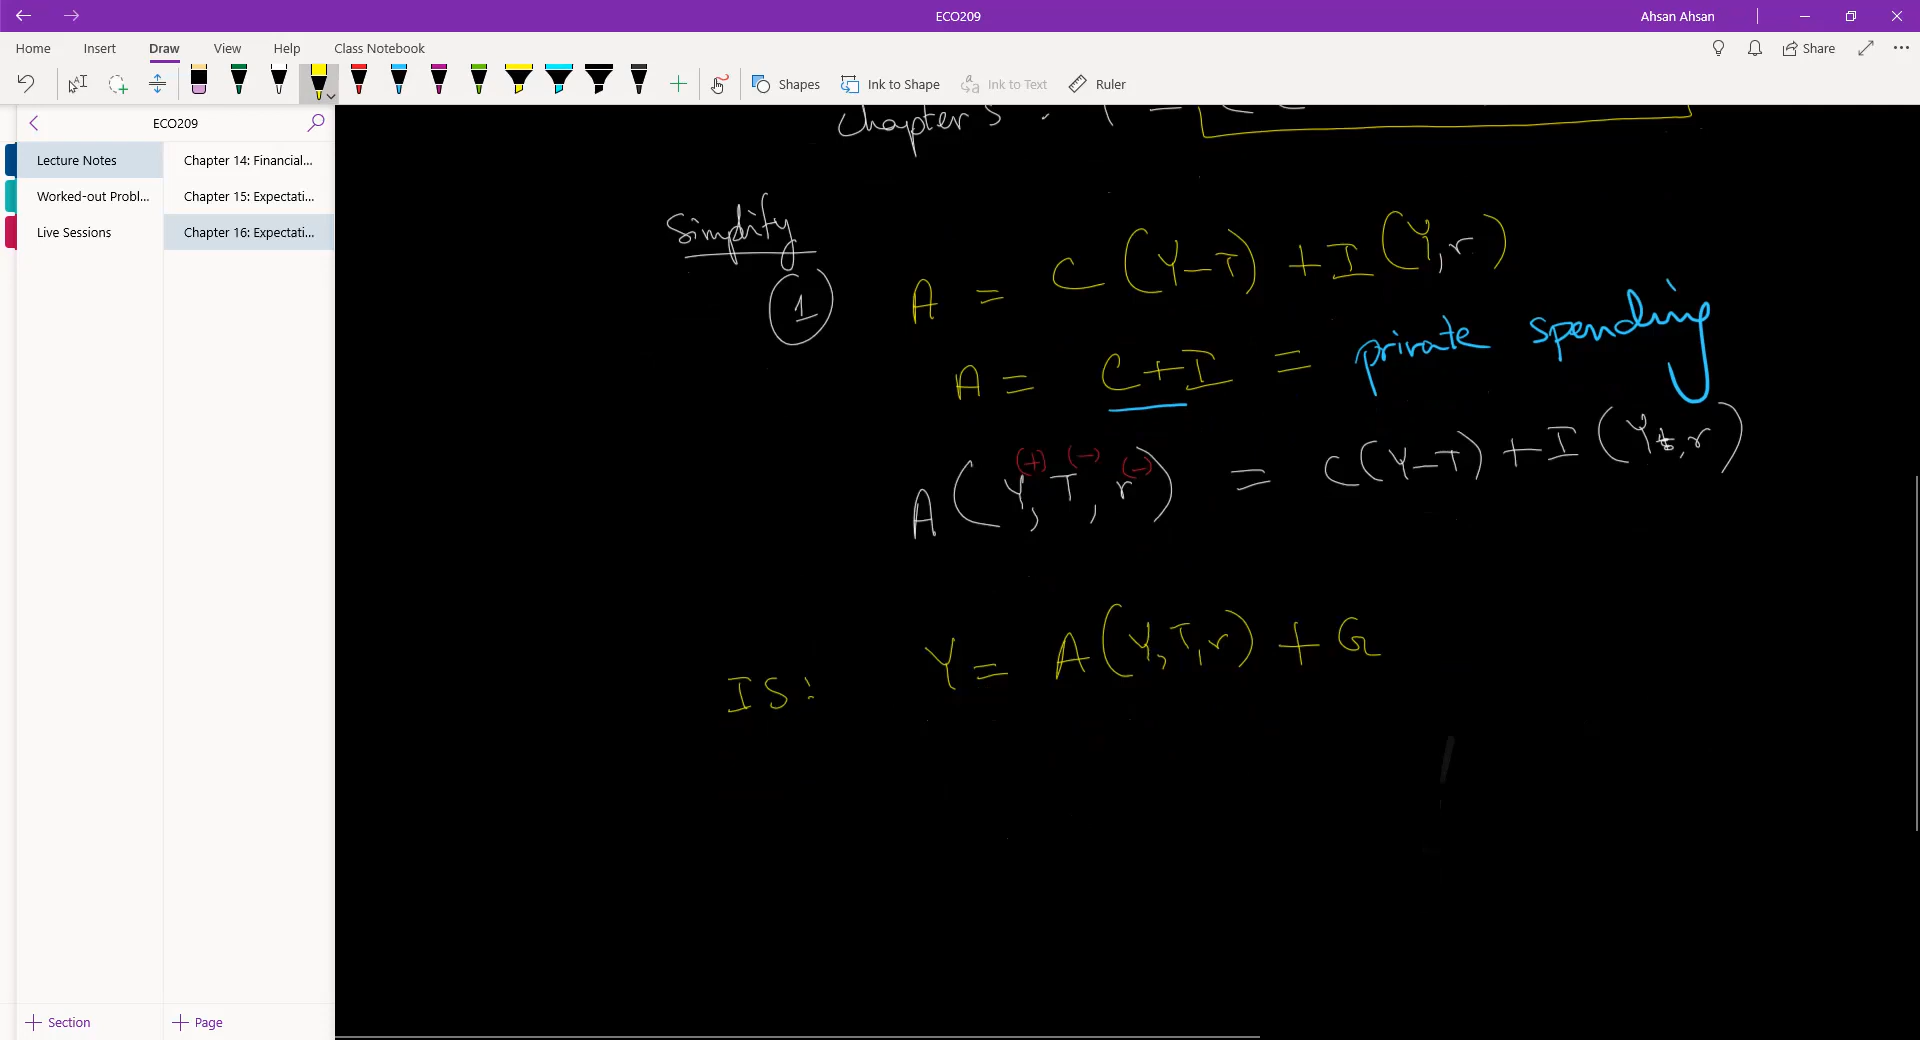 ECO209
Ahsan Ahsan
Home Insert Draw View Help Class Notebook
Share
Shapes
Ink to Shape
Ink to Text
Ruler
ECO209
Lecture Notes
Worked-out Probl...
Live Sessions
Chapter 14: Financial...
Chapter 15: Expectati...
Chapter 16: Expectati...
Chapter 5 :
Simplify
1
A = C (Y-T) + I (Y, r)
A = C+I = private spending
(+) (-) (-)
A (Y, T, r) = C(Y-T) + I (Y, r)
IS: Y = A (Y, T, r) + G
Section
Page